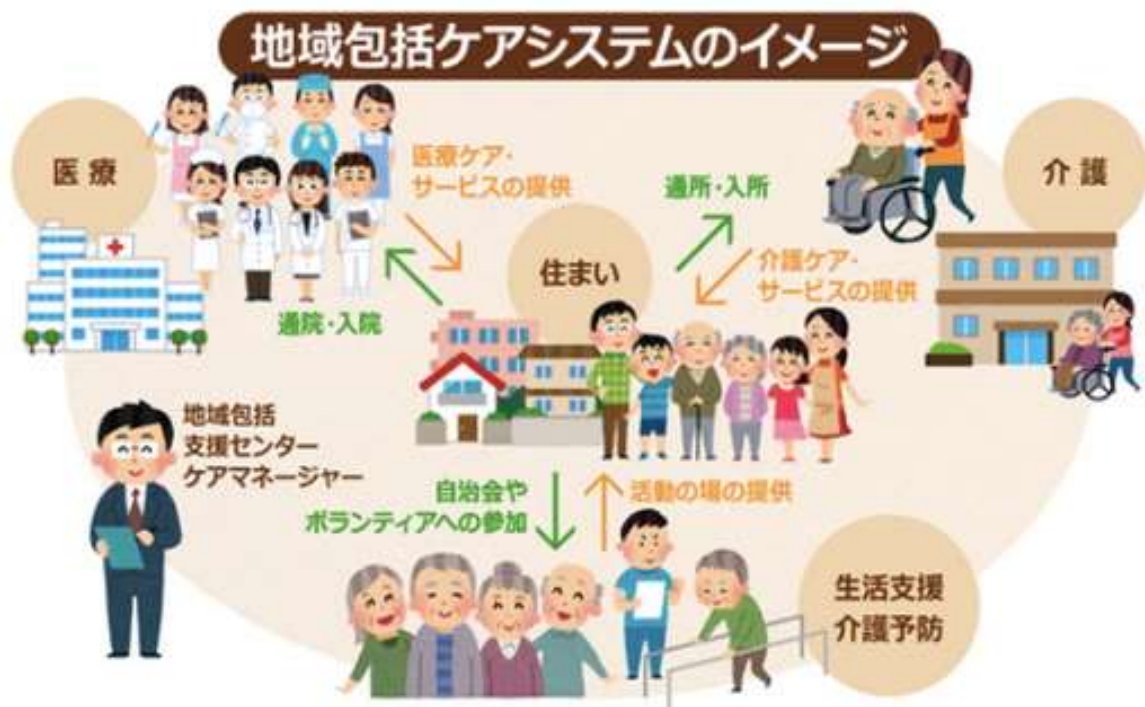 地域包括ケアシステムのイメージ
医療
医療ケア・
サービスの提供
通所・入所
介護
住まい
介護ケア・
サービスの提供
通院・入院
地域包括
支援センター
ケアマネージャー
自治会や
ボランティアへの参加
活動の場の提供
生活支援
介護予防